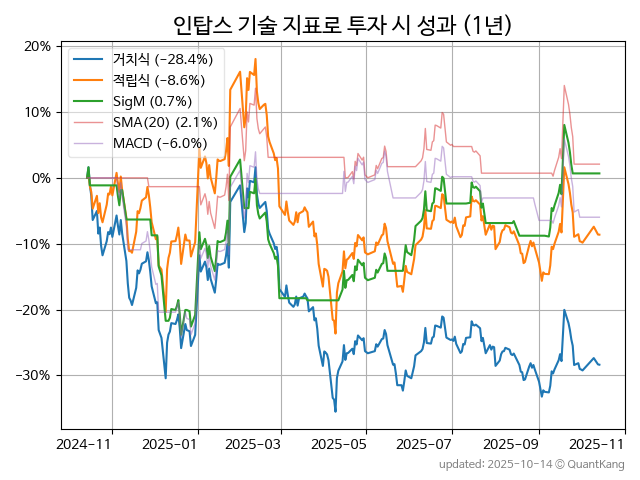 인탑스 기술 지표로 투자 시 성과 (1년)
20%
10%
0%
−10%
−20%
−30%
거치식 (−28.4%)
적립식 (−8.6%)
SigM (0.7%)
SMA(20) (2.1%)
MACD (−6.0%)
2024-11
2025-01
2025-03
2025-05
2025-07
2025-09
2025-11
updated: 2025-10-14 © QuantKang